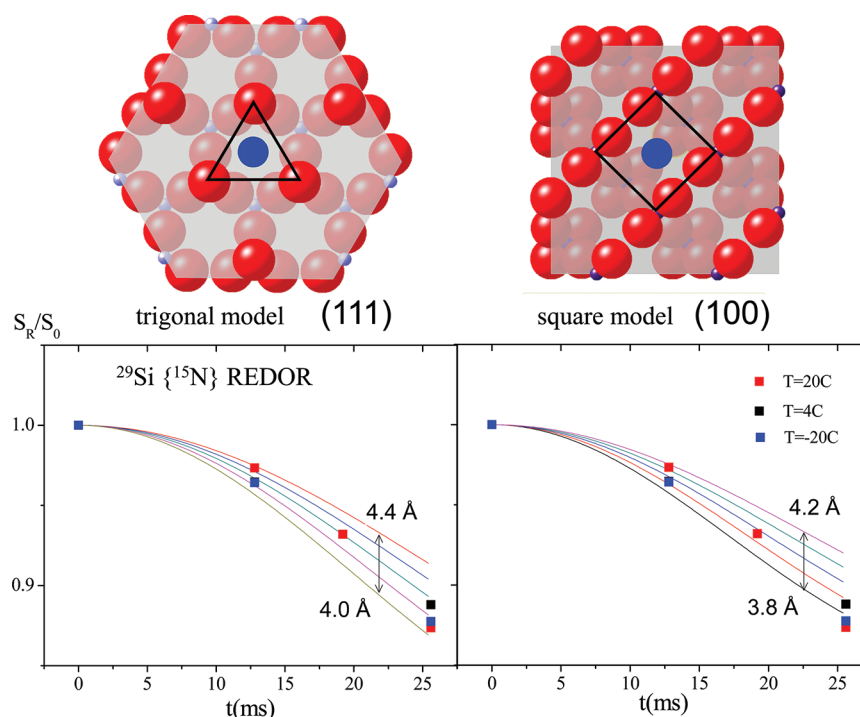 trigonal model (111)
square model (100)
S_R/S_0
²⁹Si {¹⁵N} REDOR
1.0
0.9
4.4 Å
4.0 Å
0 5 10 15 20 25
t(ms)
T=20C
T=4C
T=-20C
4.2 Å
3.8 Å
0 5 10 15 20 25
t(ms)